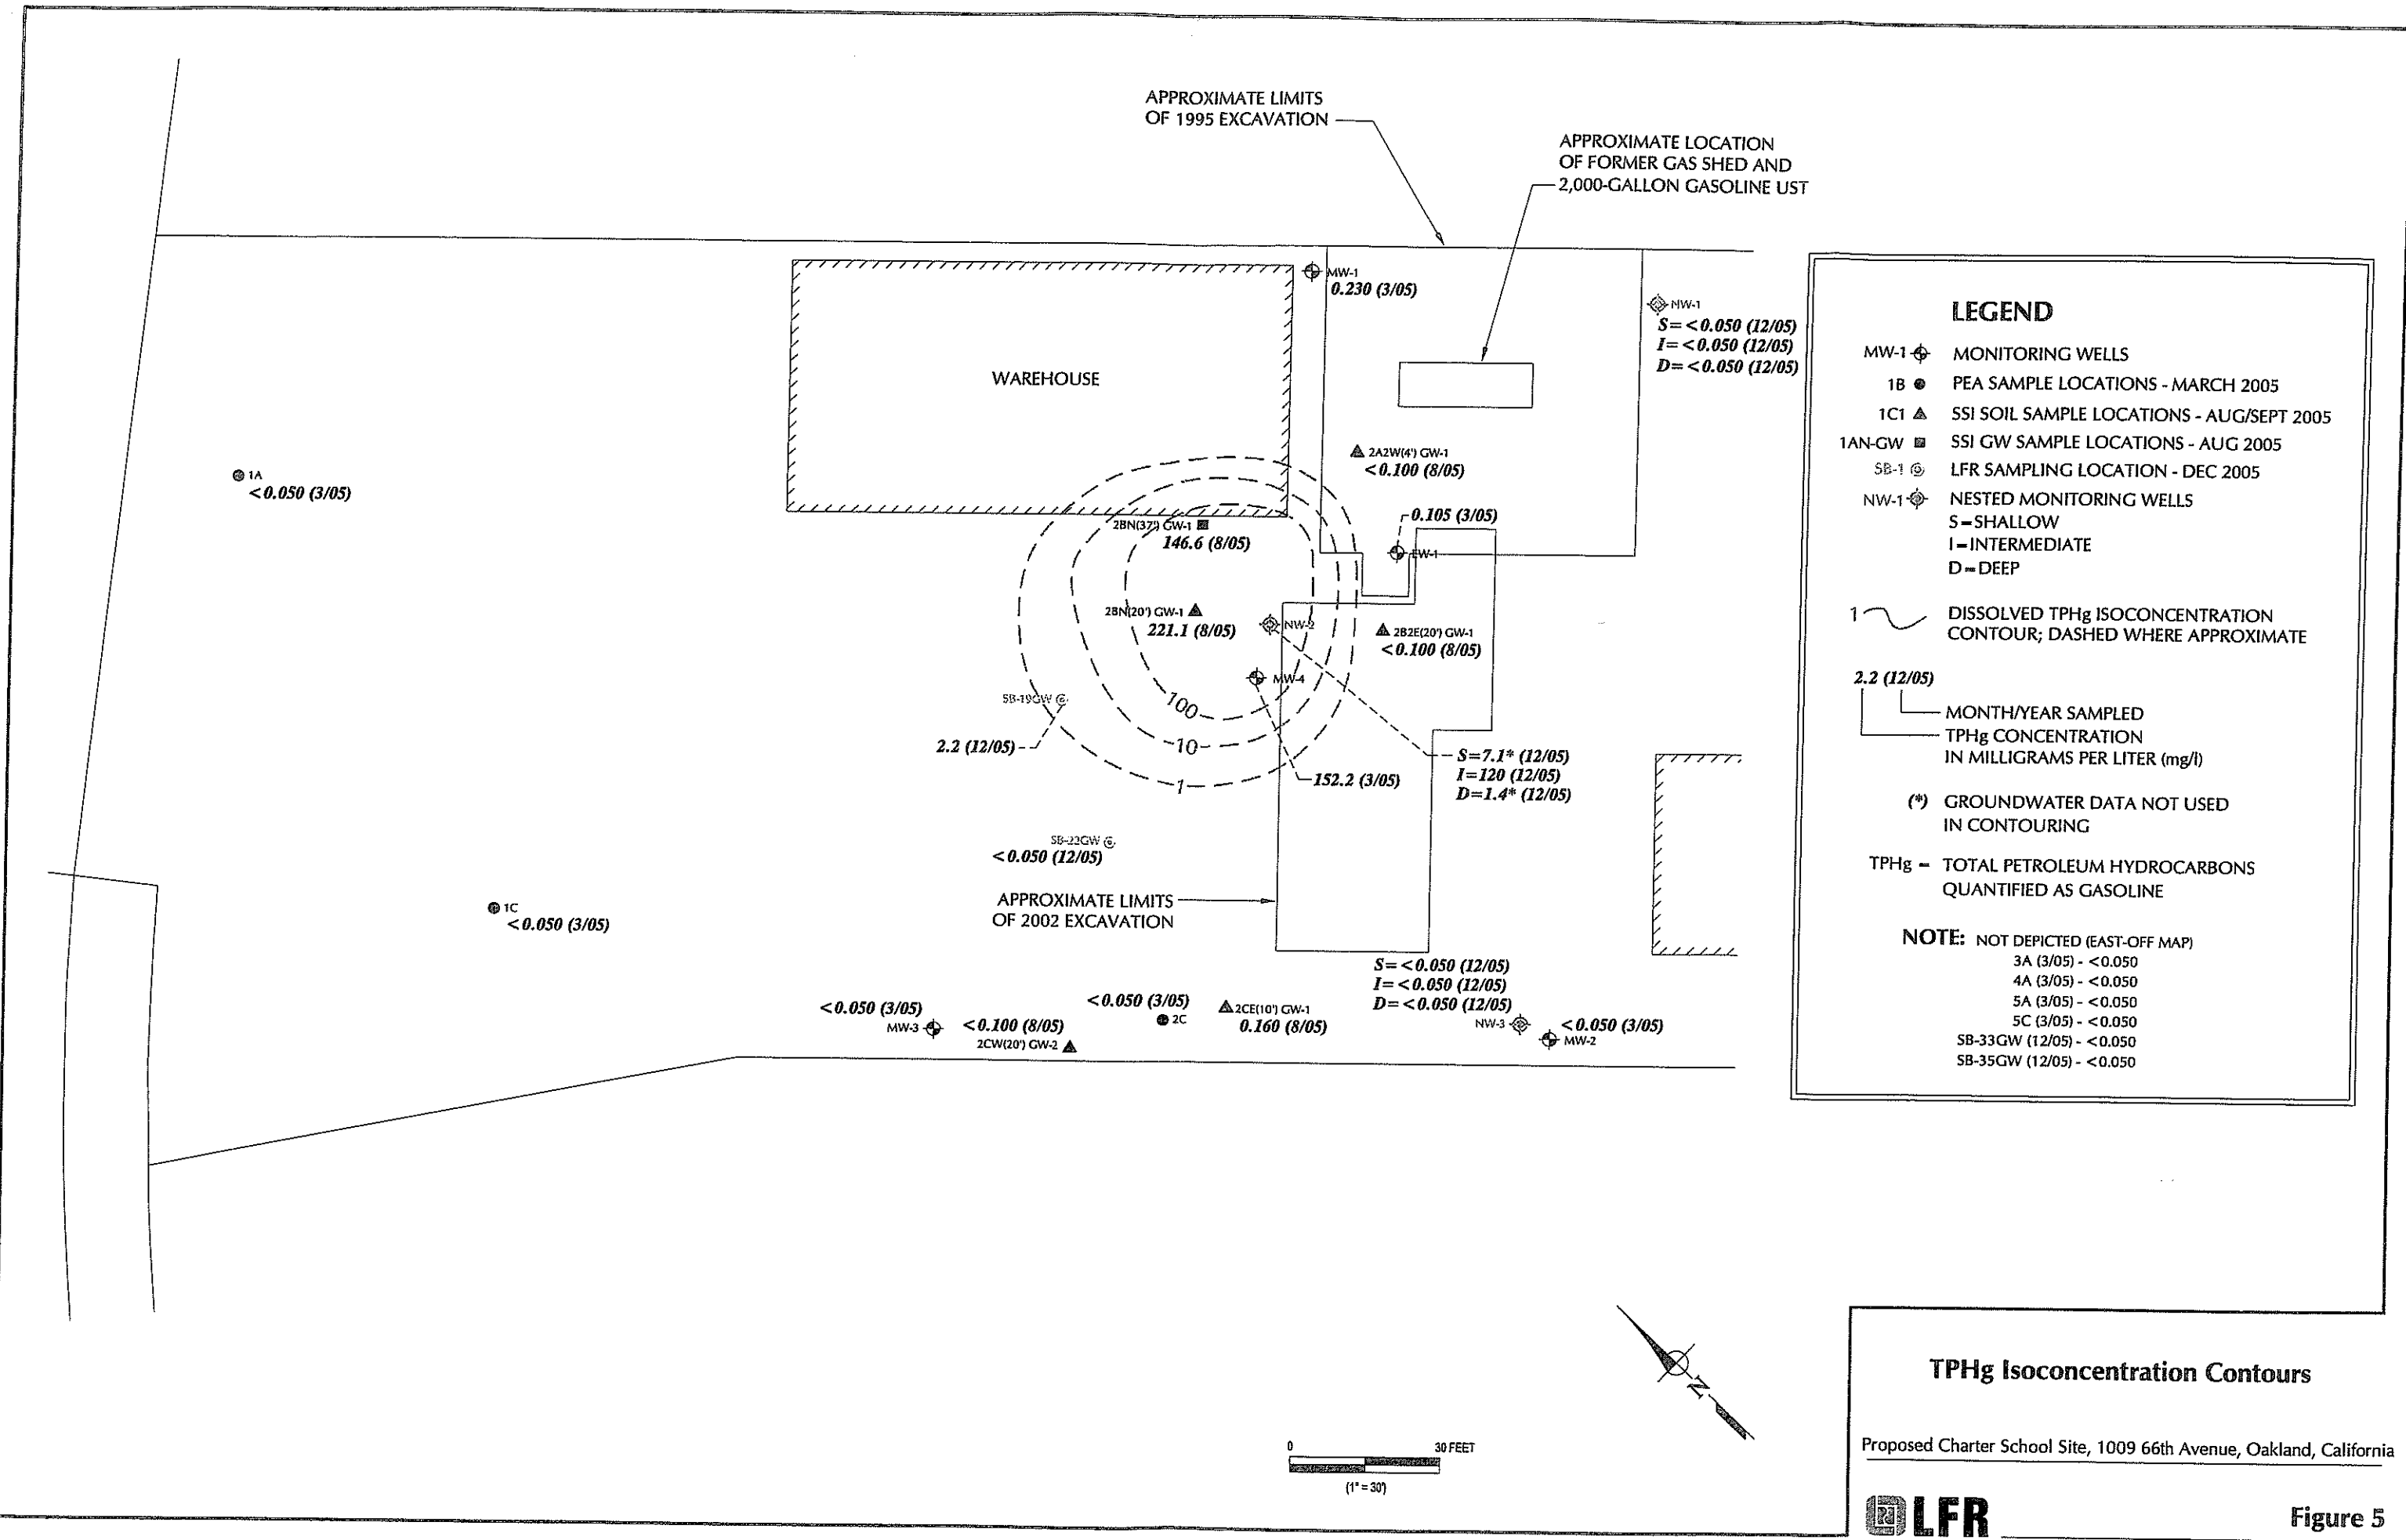 APPROXIMATE LIMITS
OF 1995 EXCAVATION
APPROXIMATE LOCATION
OF FORMER GAS SHED AND
2,000-GALLON GASOLINE UST
MW-1
0.230 (3/05)
NW-1
S=<0.050 (12/05)
I=<0.050 (12/05)
D=<0.050 (12/05)
WAREHOUSE
1A
<0.050 (3/05)
2A2W(4') GW-1
<0.100 (8/05)
0.105 (3/05)
EW-1
2BN(37') GW-1
146.6 (8/05)
2BN(20') GW-1
221.1 (8/05)
NW-2
2B2E(20') GW-1
<0.100 (8/05)
MW-4
SB-19GW
2.2 (12/05)
100
10
1
152.2 (3/05)
S=7.1* (12/05)
I=120 (12/05)
D=1.4* (12/05)
SB-22GW
<0.050 (12/05)
APPROXIMATE LIMITS
OF 2002 EXCAVATION
1C
<0.050 (3/05)
<0.050 (3/05)
MW-3
<0.100 (8/05)
2CW(20') GW-2
<0.050 (3/05)
2C
2CE(10') GW-1
0.160 (8/05)
S=<0.050 (12/05)
I=<0.050 (12/05)
D=<0.050 (12/05)
NW-3
<0.050 (3/05)
MW-2
LEGEND
MW-1 MONITORING WELLS
1B PEA SAMPLE LOCATIONS - MARCH 2005
1C1 SSI SOIL SAMPLE LOCATIONS - AUG/SEPT 2005
1AN-GW SSI GW SAMPLE LOCATIONS - AUG 2005
SB-1 LFR SAMPLING LOCATION - DEC 2005
NW-1 NESTED MONITORING WELLS
S=SHALLOW
I=INTERMEDIATE
D=DEEP
1 DISSOLVED TPHg ISOCONCENTRATION
CONTOUR; DASHED WHERE APPROXIMATE
2.2 (12/05)
MONTH/YEAR SAMPLED
TPHg CONCENTRATION
IN MILLIGRAMS PER LITER (mg/l)
(*) GROUNDWATER DATA NOT USED
IN CONTOURING
TPHg = TOTAL PETROLEUM HYDROCARBONS
QUANTIFIED AS GASOLINE
NOTE: NOT DEPICTED (EAST-OFF MAP)
3A (3/05) - <0.050
4A (3/05) - <0.050
5A (3/05) - <0.050
5C (3/05) - <0.050
SB-33GW (12/05) - <0.050
SB-35GW (12/05) - <0.050
N
0 30 FEET
(1" = 30')
TPHg Isoconcentration Contours
Proposed Charter School Site, 1009 66th Avenue, Oakland, California
LFR
Figure 5